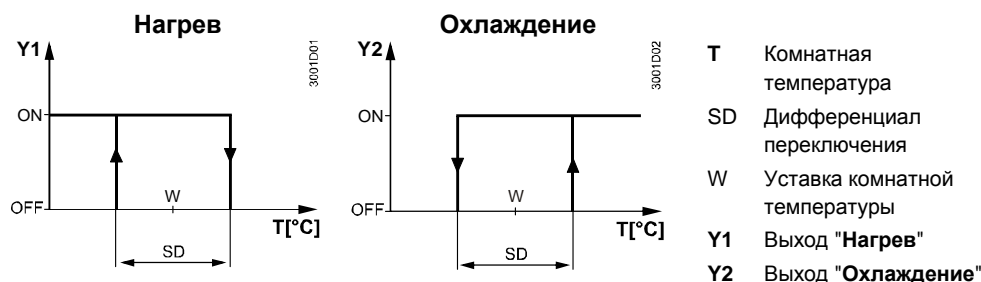 Нагрев
Y1
3001D01
ON
W
OFF
T[°C]
SD
Охлаждение
Y2
3001D02
ON
W
OFF
T[°C]
SD
T Комнатная
температура
SD Дифференциал
переключения
W Уставка комнатной
температуры
Y1 Выход "Нагрев"
Y2 Выход "Охлаждение"